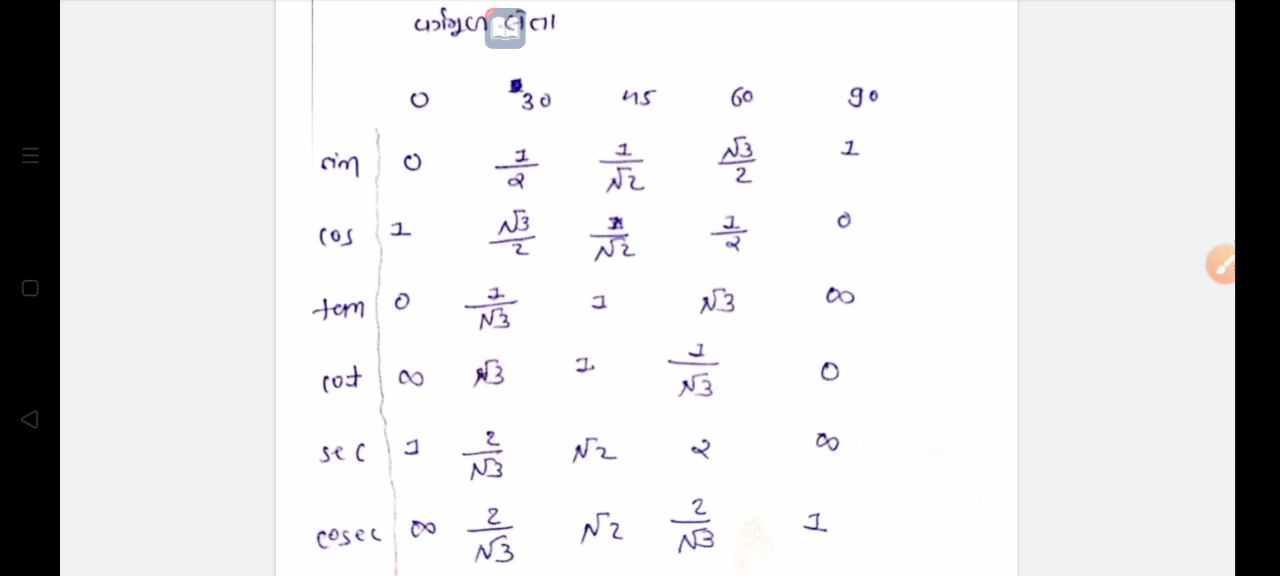 0 30 45 60 90
sin 0 1/2 1/√2 √3/2 1
cos 1 √3/2 1/√2 1/2 0
tan 0 1/√3 1 √3 ∞
cot ∞ √3 1 1/√3 0
sec 1 2/√3 √2 2 ∞
cosec ∞ 2/√3 √2 2/√3 1